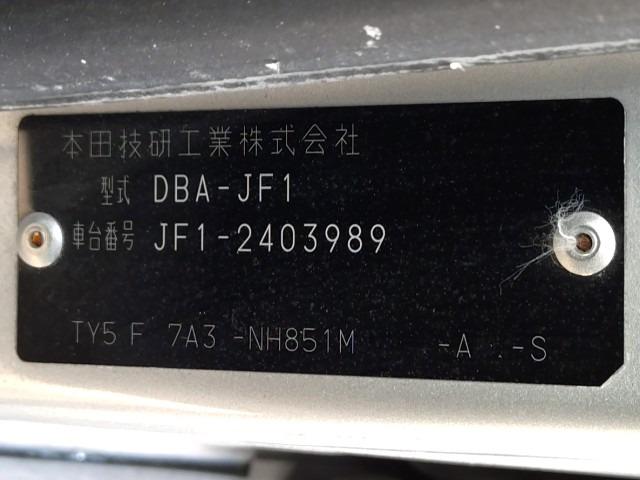 本田技研工業株式会社
型式 DBA-JF1
車台番号 JF1-2403989
TY5 F 7A3 -NH851M -A -S